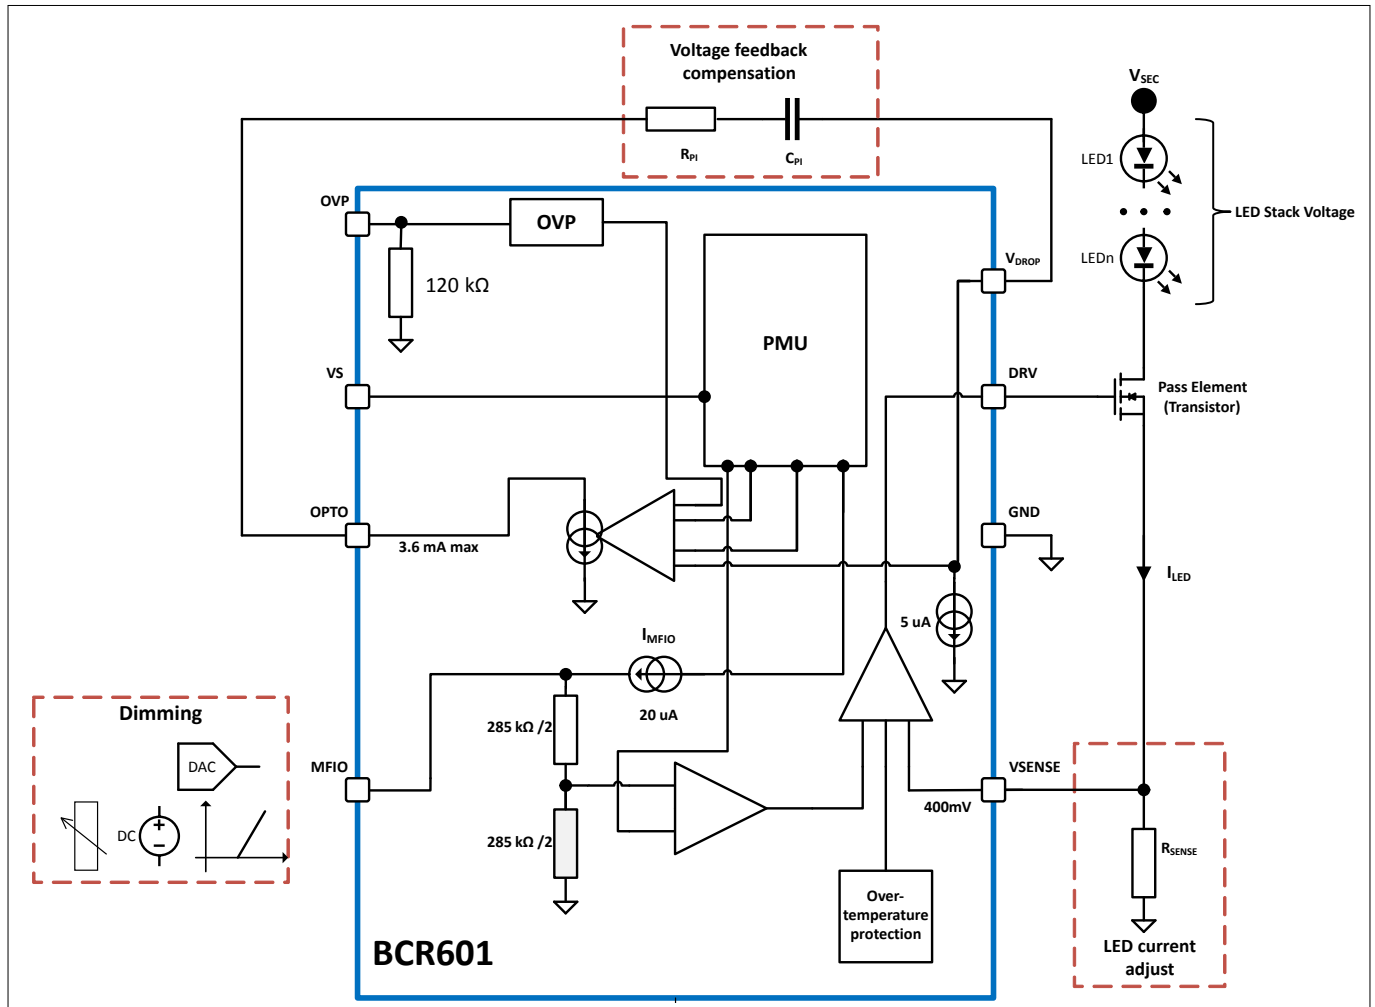 Voltage feedback
compensation
R_PI
C_PI
V_SEC
LED1
LED Stack Voltage
LEDn
OVP
OVP
120 kΩ
V_DROP
PMU
VS
DRV
Pass Element
(Transistor)
OPTO
3.6 mA max
GND
I_LED
5 uA
I_MFIO
20 uA
285 kΩ /2
Dimming
DAC
DC
MFIO
285 kΩ /2
VSENSE
400mV
R_SENSE
Over-
temperature
protection
LED current
adjust
BCR601